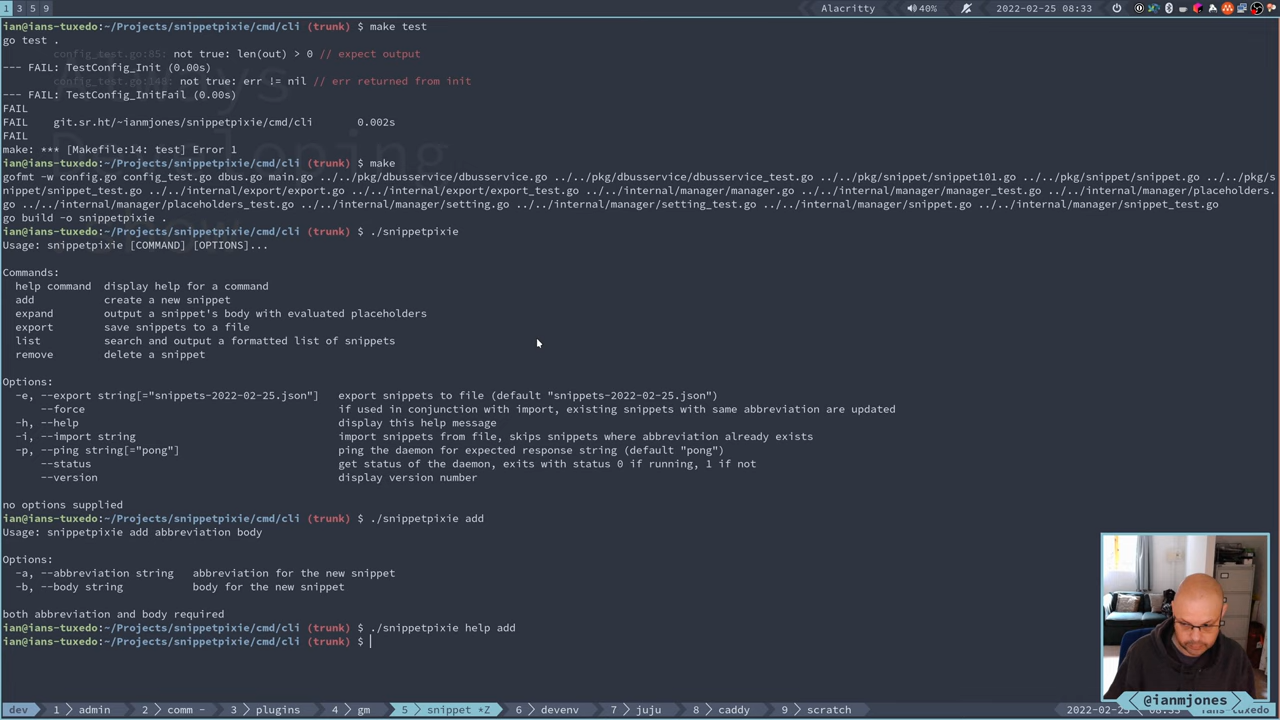 1 3 5 9
Alacritty
40%
2022-02-25 08:33
ian@ians-tuxedo:~/Projects/snippetpixie/cmd/cli (trunk) $ make test
go test .
config_test.go:85: not true: len(out) > 0 // expect output
--- FAIL: TestConfig_Init (0.00s)
not true: err != nil // err returned from init
--- FAIL: TestConfig_InitFail (0.00s)
FAIL
FAIL git.sr.ht/~ianmjones/snippetpixie/cmd/cli 0.002s
FAIL
make: *** [Makefile:14: test] Error 1
ian@ians-tuxedo:~/Projects/snippetpixie/cmd/cli (trunk) $ make
gofmt -w config.go config_test.go dbus.go main.go ../../pkg/dbusservice/dbusservice.go ../../pkg/dbusservice/dbusservice_test.go ../../pkg/snippet/snippet101.go ../../pkg/snippet/snippet.go ../../pkg/s
nippet/snippet_test.go ../../internal/export/export.go ../../internal/export/export_test.go ../../internal/manager/manager.go ../../internal/manager/manager_test.go ../../internal/manager/placeholders.
go ../../internal/manager/placeholders_test.go ../../internal/manager/setting.go ../../internal/manager/setting_test.go ../../internal/manager/snippet.go ../../internal/manager/snippet_test.go
go build -o snippetpixie .
ian@ians-tuxedo:~/Projects/snippetpixie/cmd/cli (trunk) $ ./snippetpixie
Usage: snippetpixie [COMMAND] [OPTIONS]...
Commands:
help command display help for a command
add create a new snippet
expand output a snippet's body with evaluated placeholders
export save snippets to a file
list search and output a formatted list of snippets
remove delete a snippet
Options:
-e, --export string[="snippets-2022-02-25.json"] export snippets to file (default "snippets-2022-02-25.json")
--force if used in conjunction with import, existing snippets with same abbreviation are updated
-h, --help display this help message
-i, --import string import snippets from file, skips snippets where abbreviation already exists
-p, --ping string[="pong"] ping the daemon for expected response string (default "pong")
--status get status of the daemon, exits with status 0 if running, 1 if not
--version display version number
no options supplied
ian@ians-tuxedo:~/Projects/snippetpixie/cmd/cli (trunk) $ ./snippetpixie add
Usage: snippetpixie add abbreviation body
Options:
-a, --abbreviation string abbreviation for the new snippet
-b, --body string body for the new snippet
both abbreviation and body required
ian@ians-tuxedo:~/Projects/snippetpixie/cmd/cli (trunk) $ ./snippetpixie help add
ian@ians-tuxedo:~/Projects/snippetpixie/cmd/cli (trunk) $
@ianmjones
dev 1 admin 2 comm - 3 plugins 4 gm 5 snippet *Z 6 devenv 7 juju 8 caddy 9 scratch